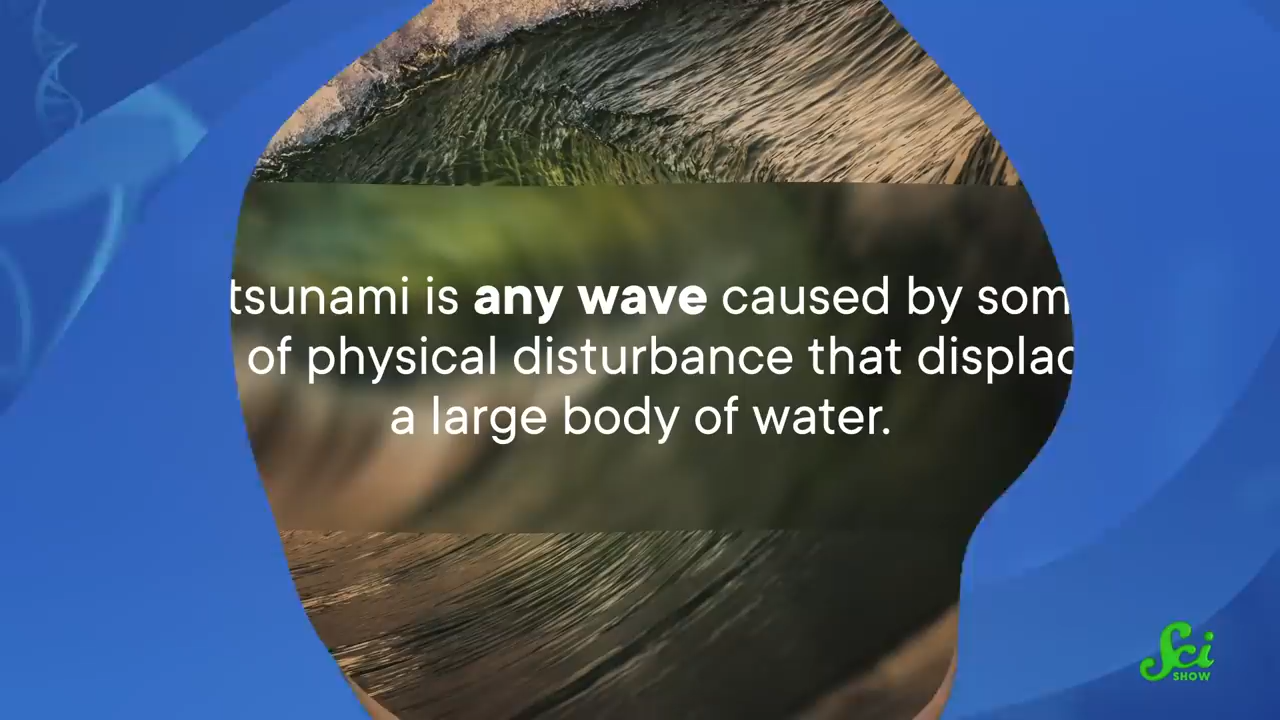 tsunami is any wave caused by som
of physical disturbance that displac
a large body of water.
Sci
SHOW